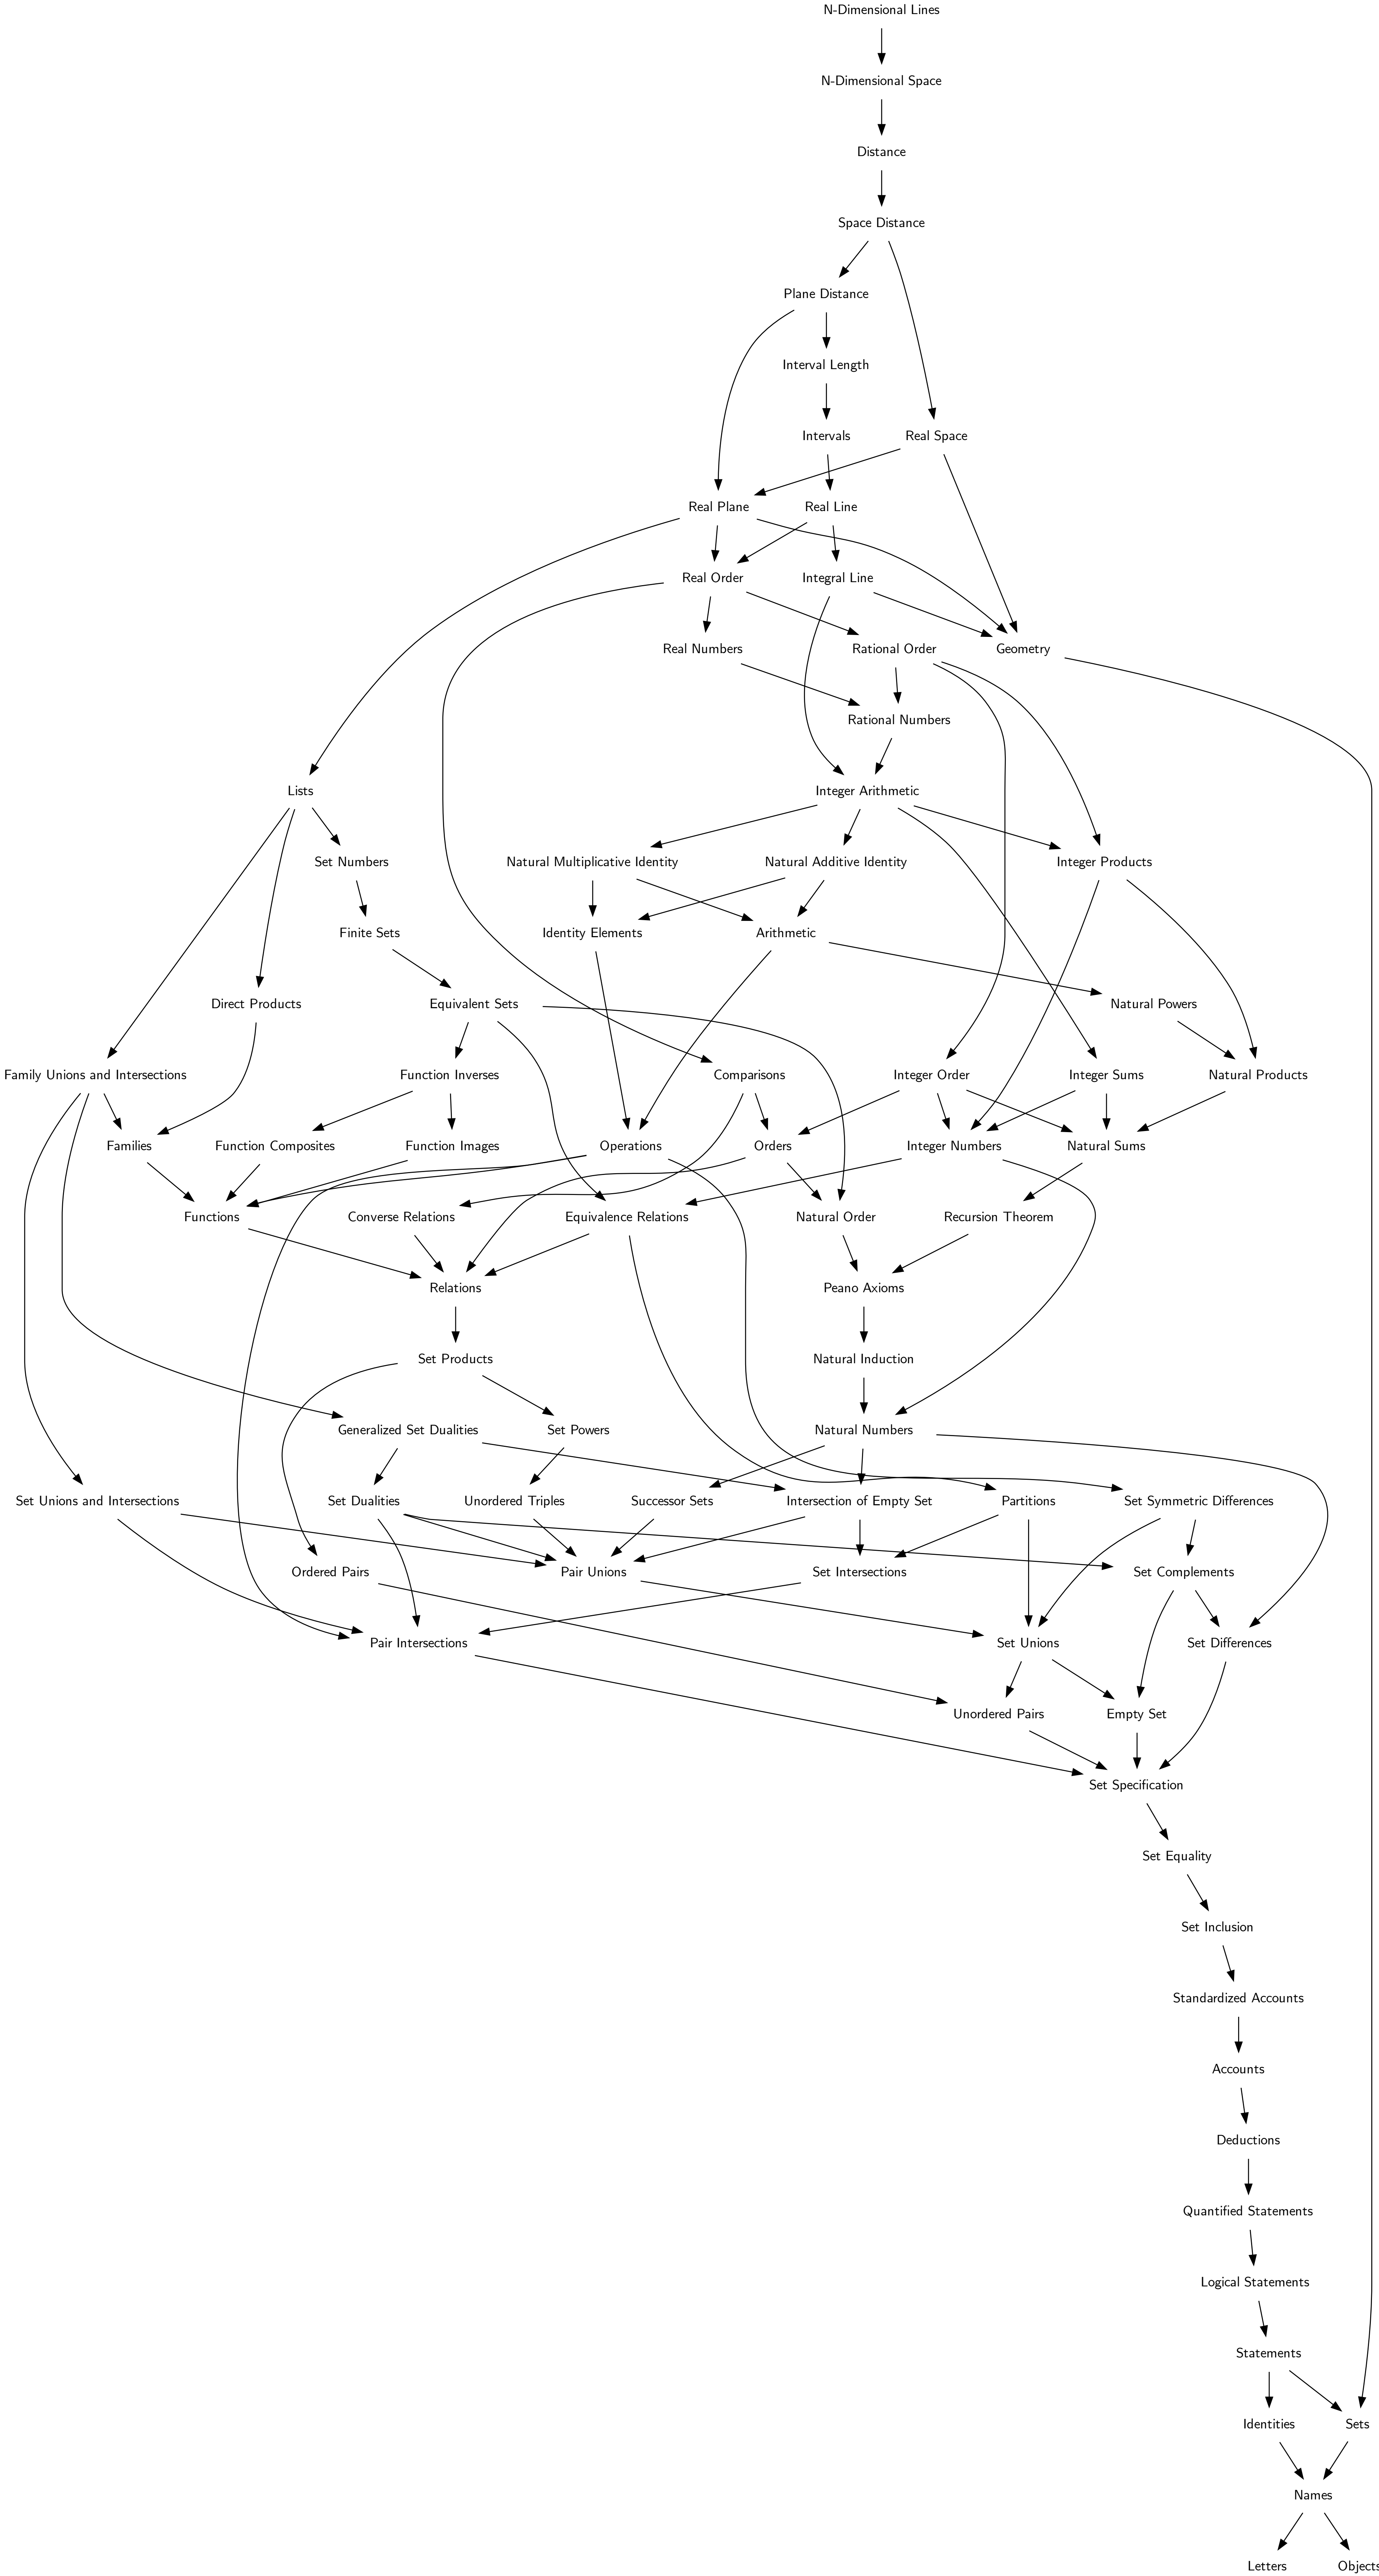 N-Dimensional Lines
N-Dimensional Space
Distance
Space Distance
Plane Distance
Interval Length
Intervals
Real Space
Real Plane
Real Line
Real Order
Integral Line
Real Numbers
Rational Order
Geometry
Rational Numbers
Lists
Integer Arithmetic
Set Numbers
Natural Multiplicative Identity
Natural Additive Identity
Integer Products
Finite Sets
Identity Elements
Arithmetic
Direct Products
Equivalent Sets
Natural Powers
Family Unions and Intersections
Function Inverses
Comparisons
Integer Order
Integer Sums
Natural Products
Families
Function Composites
Function Images
Operations
Orders
Integer Numbers
Natural Sums
Functions
Converse Relations
Equivalence Relations
Natural Order
Recursion Theorem
Relations
Peano Axioms
Set Products
Natural Induction
Generalized Set Dualities
Set Powers
Natural Numbers
Set Unions and Intersections
Set Dualities
Unordered Triples
Successor Sets
Intersection of Empty Set
Partitions
Set Symmetric Differences
Ordered Pairs
Pair Unions
Set Intersections
Set Complements
Pair Intersections
Set Unions
Set Differences
Unordered Pairs
Empty Set
Set Specification
Set Equality
Set Inclusion
Standardized Accounts
Accounts
Deductions
Quantified Statements
Logical Statements
Statements
Identities
Sets
Names
Letters
Objects